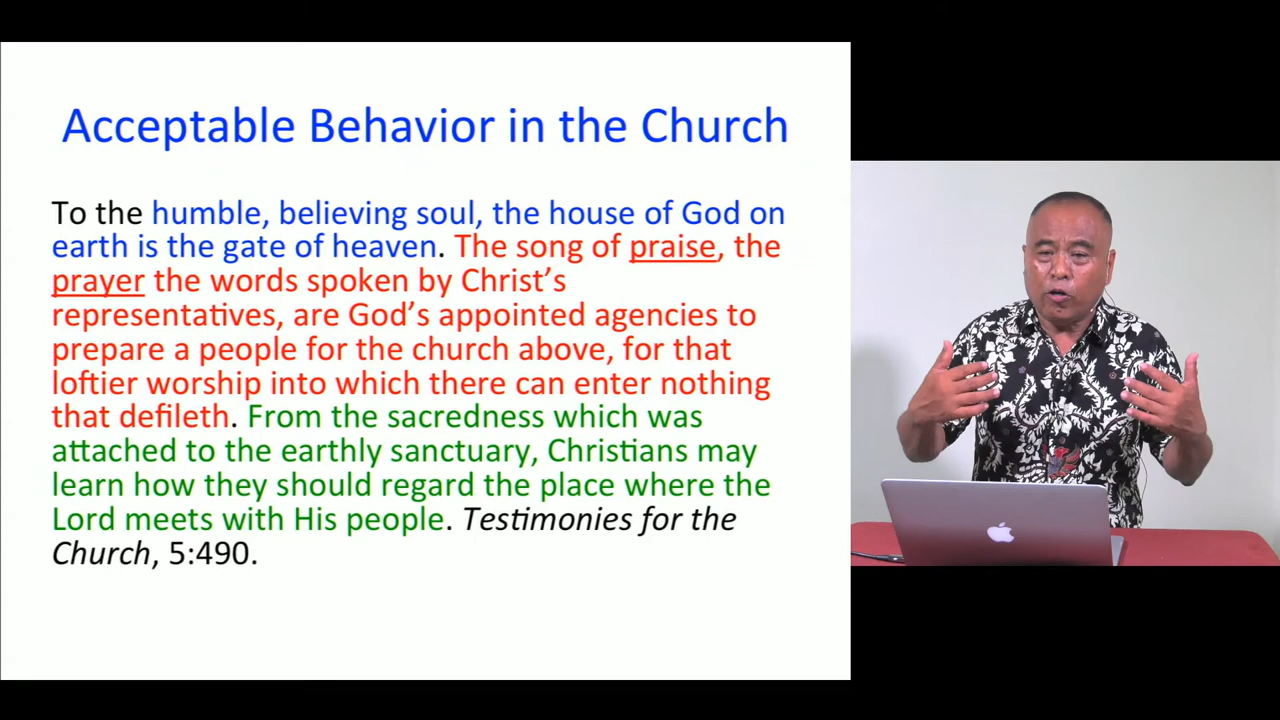 Acceptable Behavior in the Church
To the humble, believing soul, the house of God on
earth is the gate of heaven. The song of praise, the
prayer the words spoken by Christ’s
representatives, are God’s appointed agencies to
prepare a people for the church above, for that
loftier worship into which there can enter nothing
that defileth. From the sacredness which was
attached to the earthly sanctuary, Christians may
learn how they should regard the place where the
Lord meets with His people. Testimonies for the
Church, 5:490.